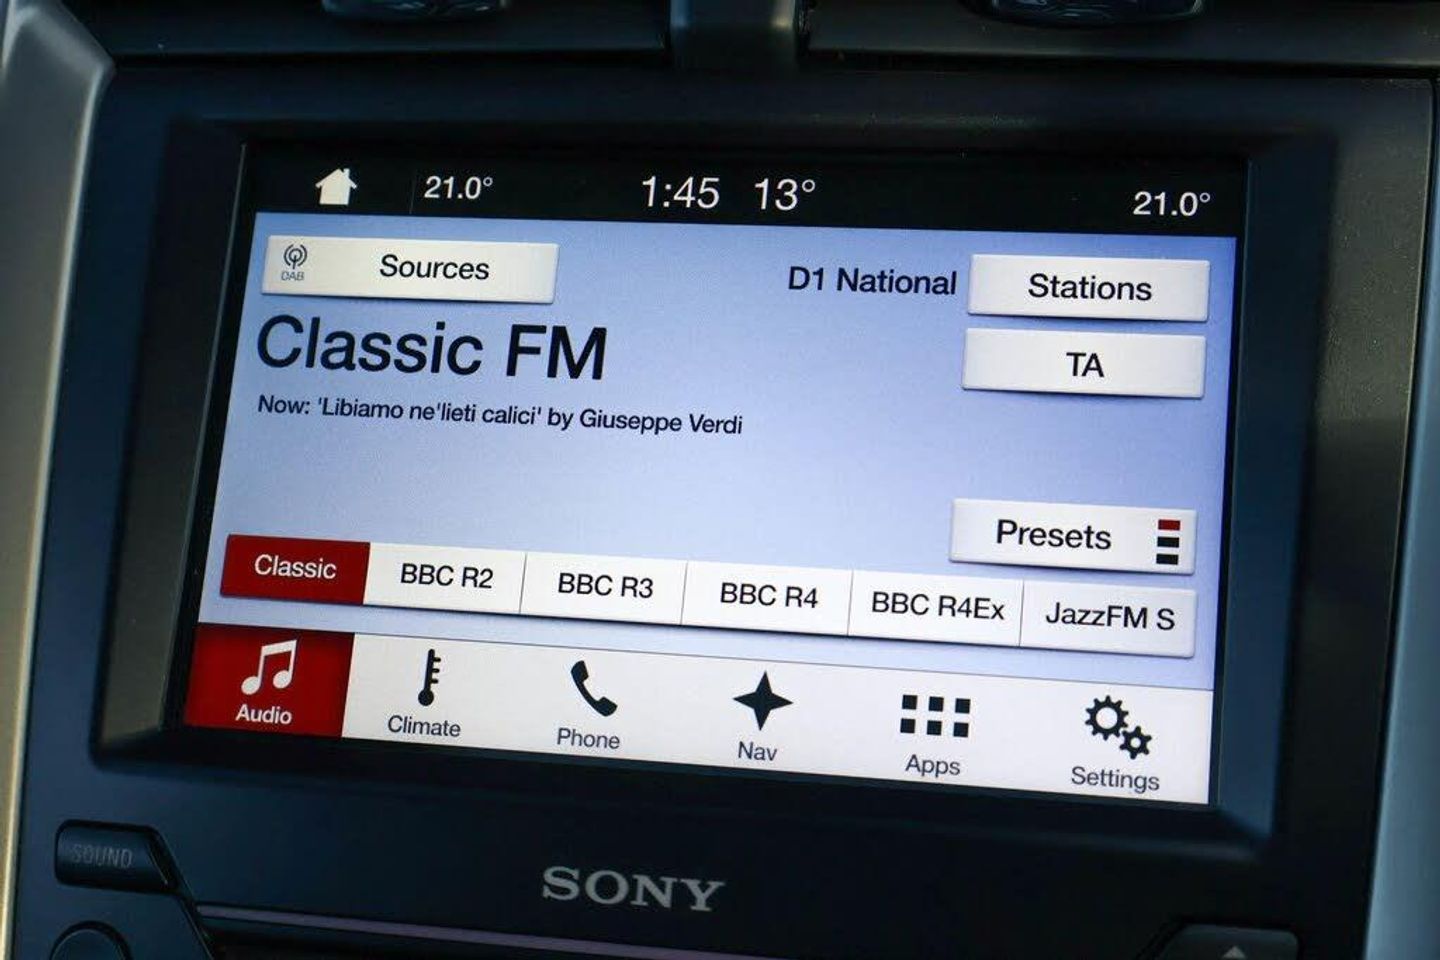 21.0° 1:45 13° 21.0°
DAB Sources D1 National Stations
Classic FM TA
Now: 'Libiamo ne'lieti calici' by Giuseppe Verdi
Presets
Classic BBC R2 BBC R3 BBC R4 BBC R4Ex JazzFM S
Audio Climate Phone Nav Apps Settings
SOUND
SONY